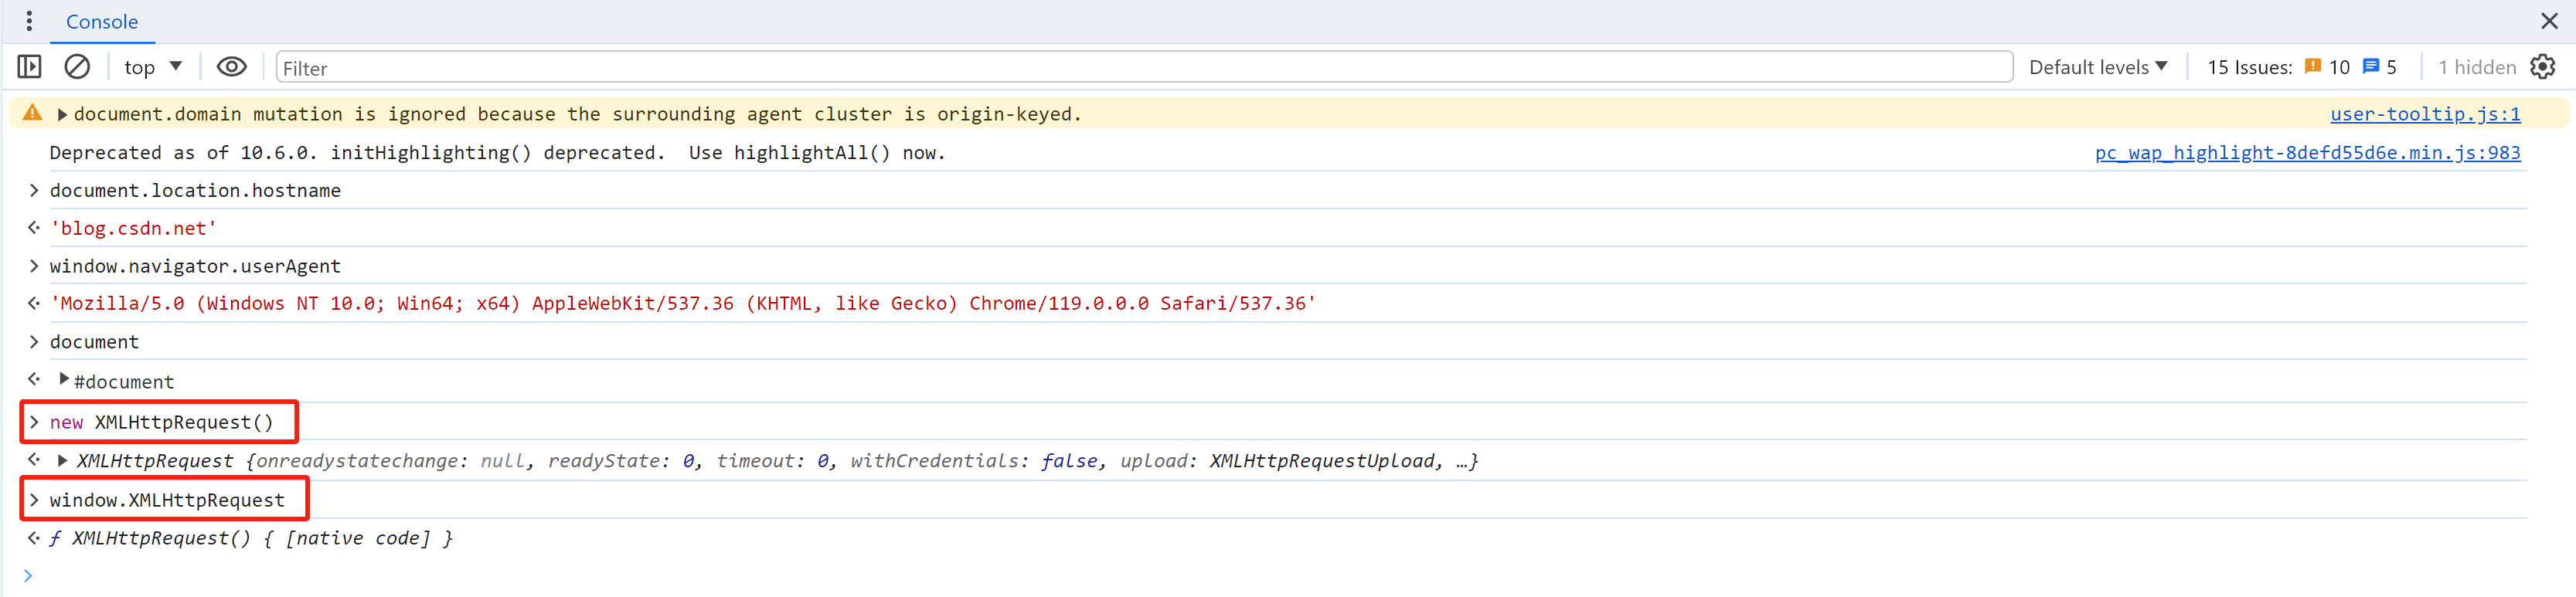 Console
top Filter Default levels 15 Issues: 10 5 1 hidden
document.domain mutation is ignored because the surrounding agent cluster is origin-keyed. user-tooltip.js:1
Deprecated as of 10.6.0. initHighlighting() deprecated.  Use highlightAll() now. pc_wap_highlight-8defd55d6e.min.js:983
document.location.hostname
'blog.csdn.net'
window.navigator.userAgent
'Mozilla/5.0 (Windows NT 10.0; Win64; x64) AppleWebKit/537.36 (KHTML, like Gecko) Chrome/119.0.0.0 Safari/537.36'
document
#document
new XMLHttpRequest()
XMLHttpRequest {onreadystatechange: null, readyState: 0, timeout: 0, withCredentials: false, upload: XMLHttpRequestUpload, …}
window.XMLHttpRequest
ƒ XMLHttpRequest() { [native code] }